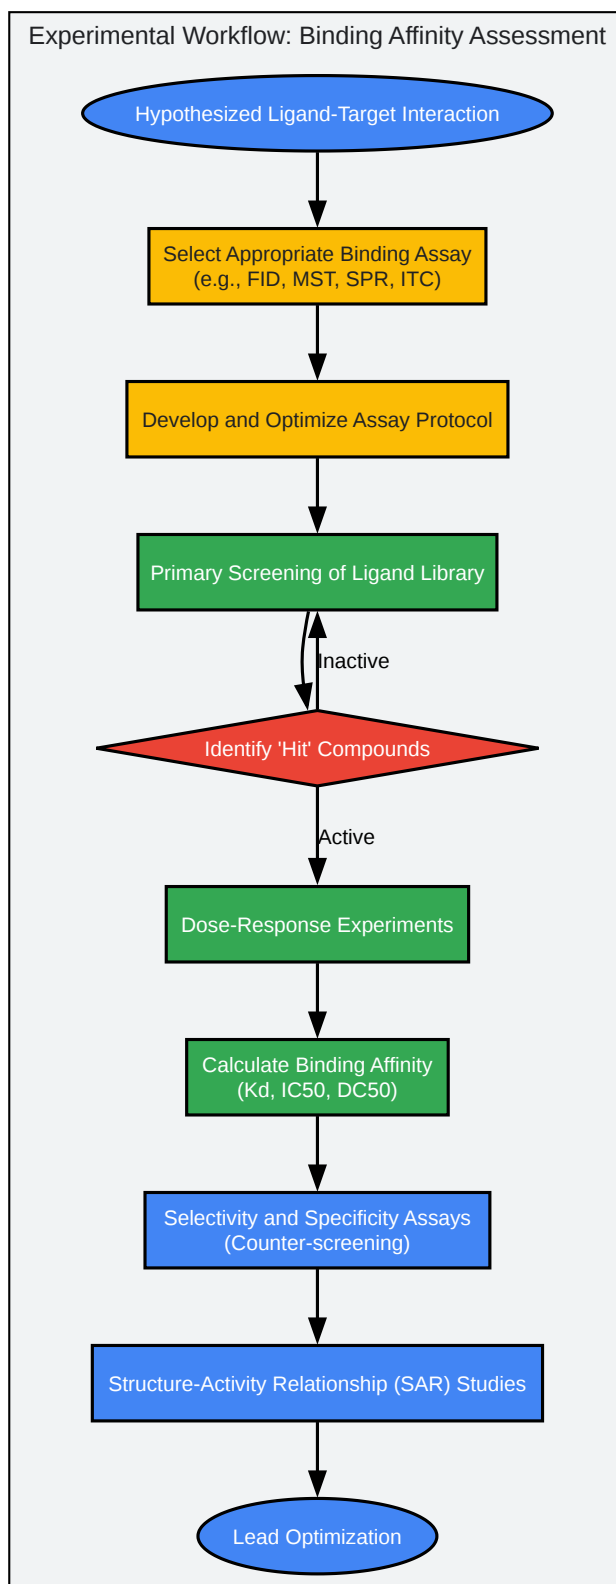 Experimental Workflow: Binding Affinity Assessment
Hypothesized Ligand-Target Interaction
Select Appropriate Binding Assay
(e.g., FID, MST, SPR, ITC)
Develop and Optimize Assay Protocol
Primary Screening of Ligand Library
Inactive
Identify 'Hit' Compounds
Active
Dose-Response Experiments
Calculate Binding Affinity
(Kd, IC50, DC50)
Selectivity and Specificity Assays
(Counter-screening)
Structure-Activity Relationship (SAR) Studies
Lead Optimization